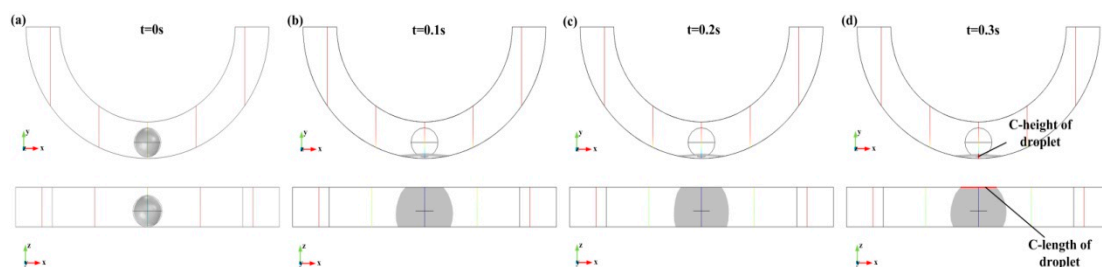 (a)
t=0s
(b)
t=0.1s
(c)
t=0.2s
(d)
t=0.3s
y
x
y
x
y
x
y
x
C-height of
droplet
z
x
z
x
z
x
z
x
C-length of
droplet